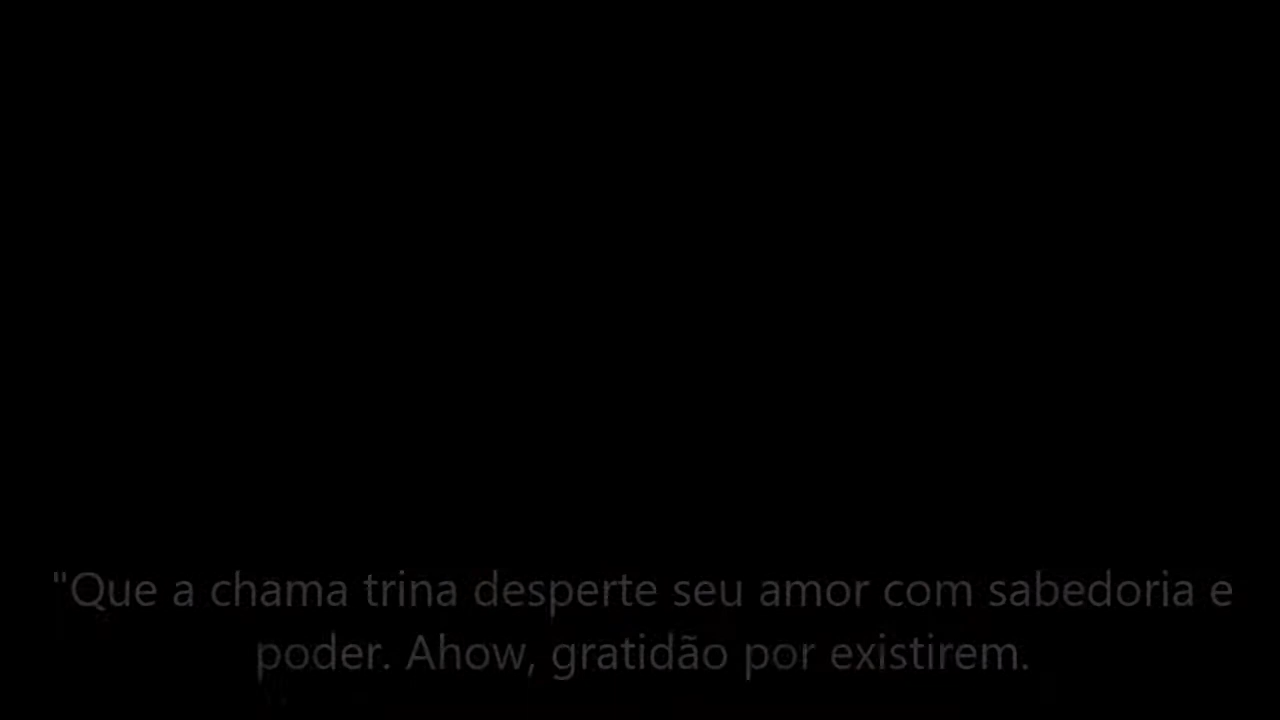 "Que a chama trina desperte seu amor com sabedoria e
poder. Ahow, gratidão por existirem.